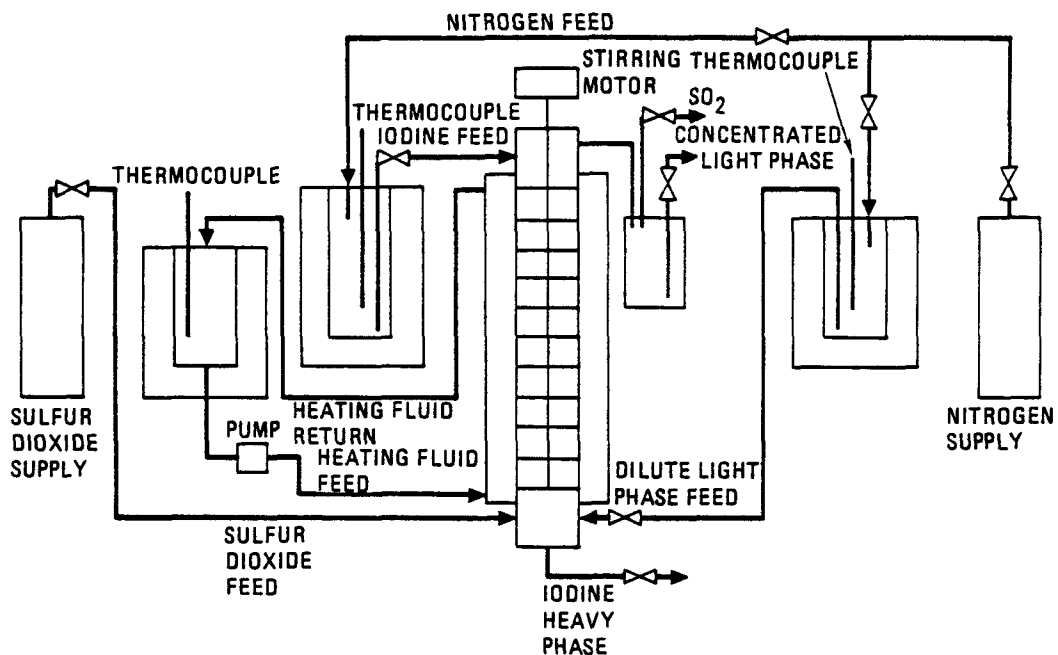 NITROGEN FEED
STIRRING
MOTOR
THERMOCOUPLE
SO2
THERMOCOUPLE
IODINE FEED
CONCENTRATED
LIGHT PHASE
THERMOCOUPLE
SULFUR
DIOXIDE
SUPPLY
PUMP
HEATING FLUID
RETURN
HEATING FLUID
FEED
DILUTE LIGHT
PHASE FEED
NITROGEN
SUPPLY
SULFUR
DIOXIDE
FEED
IODINE
HEAVY
PHASE